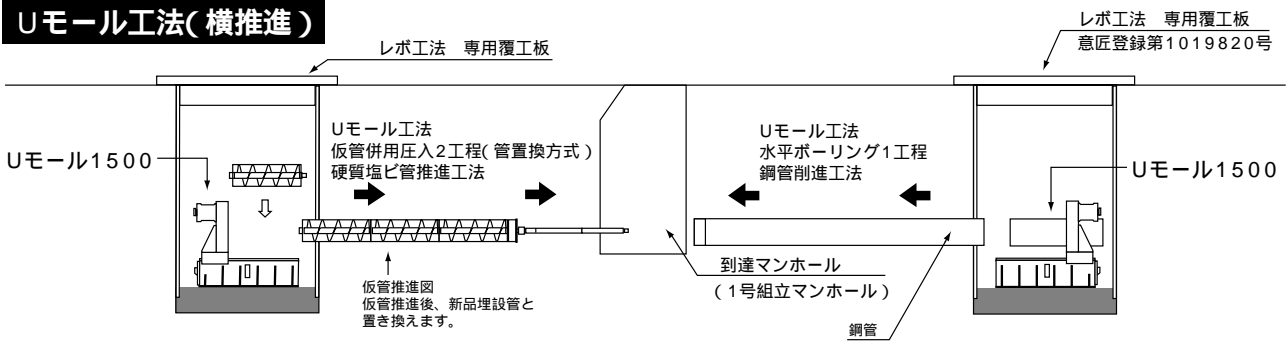 Uモール工法(横推進)
レボ工法 専用覆工板
レボ工法 専用覆工板
意匠登録第1019820号
Uモール1500
Uモール工法
仮管併用圧入2工程(管置換方式)
硬質塩ビ管推進工法
Uモール工法
水平ボーリング1工程
鋼管削進工法
Uモール1500
仮管推進図
仮管推進後、新品埋設管と
置き換えます。
到達マンホール
(1号組立マンホール)
鋼管